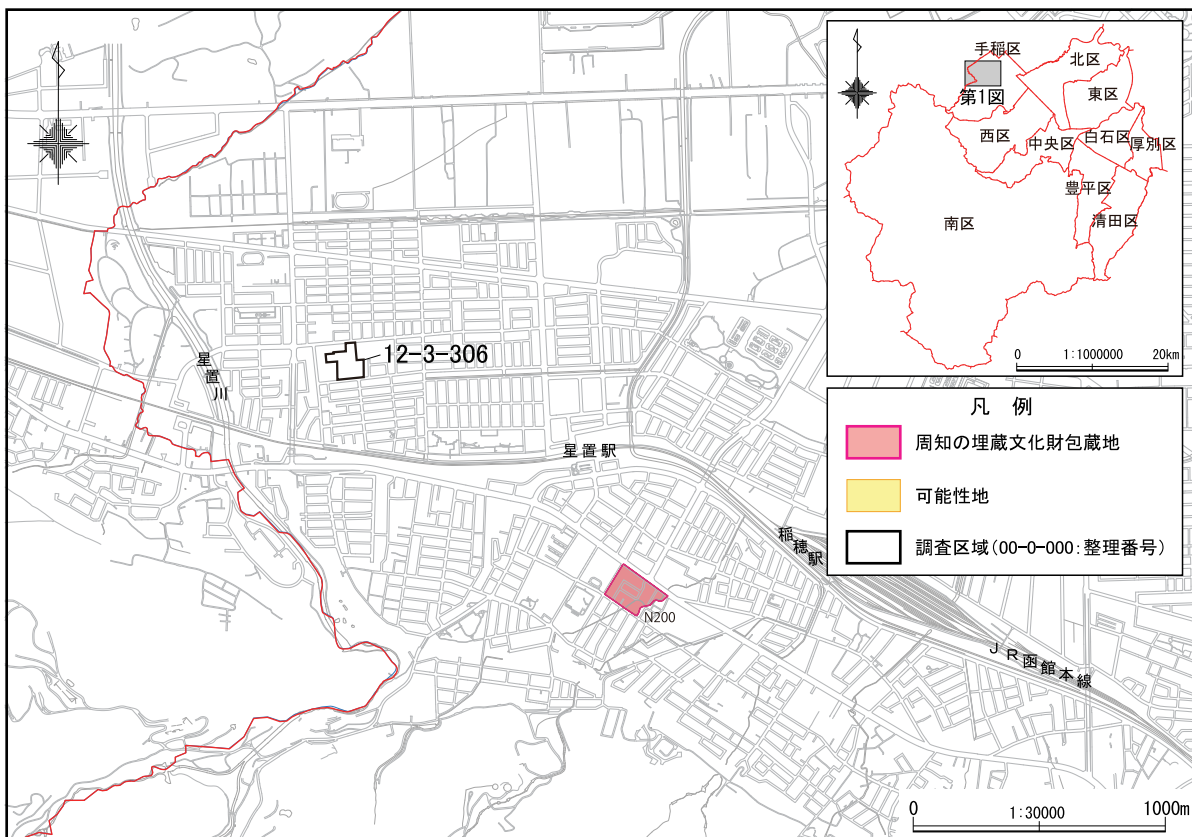 手稲区
北区
第1図
東区
西区
中央区
白石区
厚別区
豊平区
清田区
南区
0
1:1000000
20km
凡 例
周知の埋蔵文化財包蔵地
可能性地
調査区域(00-0-000:整理番号)
12-3-306
星置川
星置駅
稲穂駅
N200
JR函館本線
0
1:30000
1000m